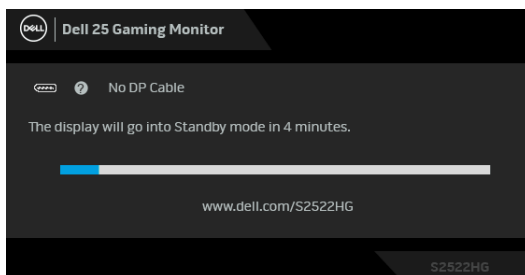 DELL
Dell 25 Gaming Monitor
? No DP Cable
The display will go into Standby mode in 4 minutes.
www.dell.com/S2522HG
S2522HG